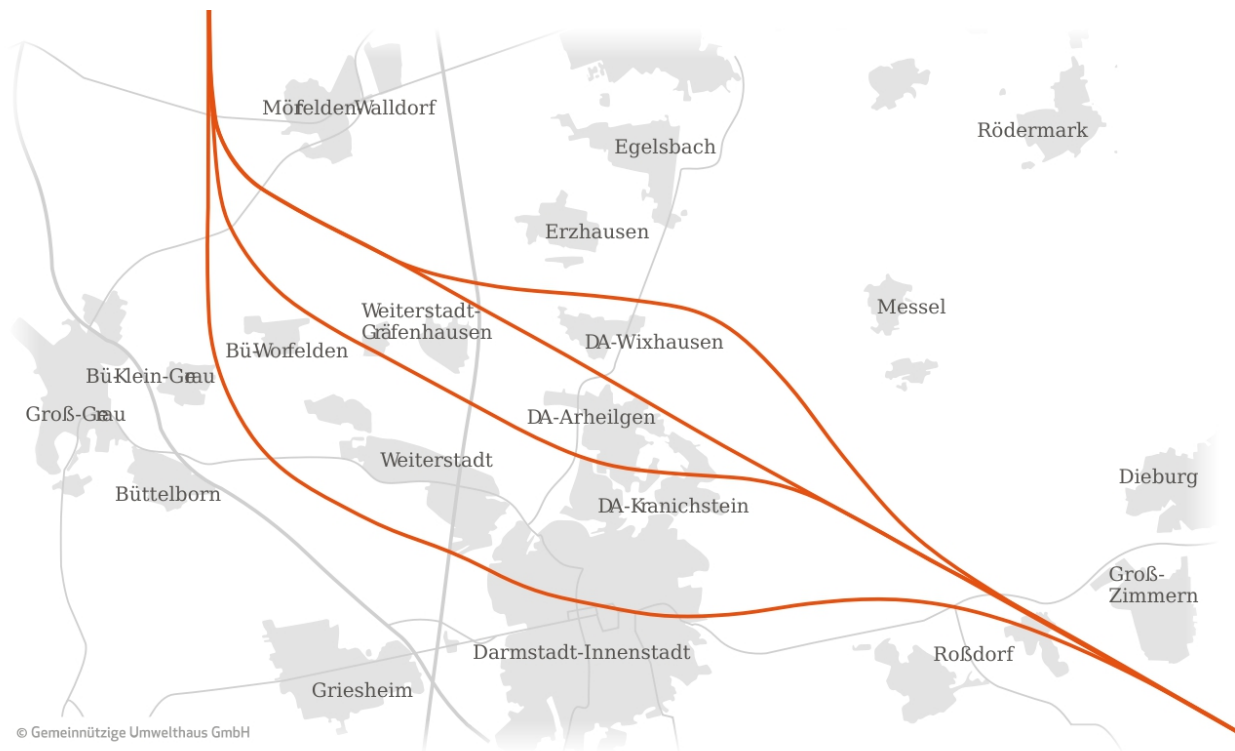 Mörfelden-Walldorf
Rödermark
Egelsbach
Erzhausen
Messel
Weiterstadt-
Gräfenhausen
DA-Wixhausen
Bü-Worfelden
Bü-Klein-Gerau
Groß-Gerau
DA-Arheilgen
Weiterstadt
Dieburg
Büttelborn
DA-Kranichstein
Groß-
Zimmern
Darmstadt-Innenstadt
Roßdorf
Griesheim
© Gemeinnützige Umwelthaus GmbH